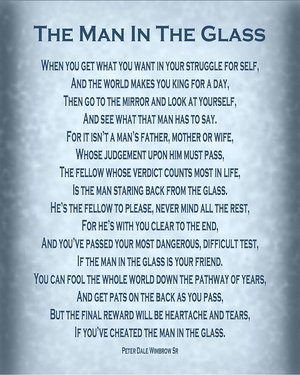 The Man In The Glass
When you get what you want in your struggle for self,
And the world makes you king for a day,
Then go to the mirror and look at yourself,
And see what that man has to say.
For it isn't a man's father, mother or wife,
Whose judgement upon him must pass,
The fellow whose verdict counts most in life,
Is the man staring back from the glass.
He's the fellow to please, never mind all the rest,
For he's with you clear to the end,
And you've passed your most dangerous, difficult test,
If the man in the glass is your friend.
You can fool the whole world down the pathway of years,
And get pats on the back as you pass,
But the final reward will be heartache and tears,
If you've cheated the man in the glass.
Peter Dale Wimbrow Sr